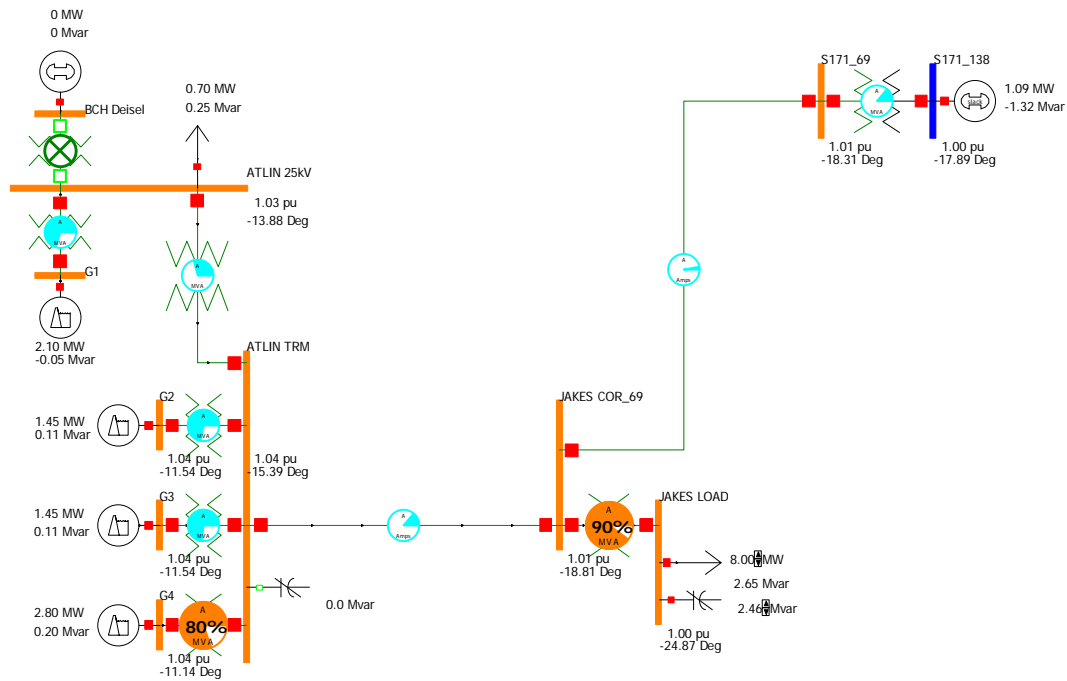 0 MW
0 Mvar
BCH Deisel
0.70 MW
0.25 Mvar
ATLIN 25kV
1.03 pu
-13.88 Deg
A
MVA
G1
2.10 MW
-0.05 Mvar
A
MVA
ATLIN TRM
G2
1.45 MW
0.11 Mvar
A
MVA
1.04 pu
-11.54 Deg
1.04 pu
-15.39 Deg
G3
1.45 MW
0.11 Mvar
A
MVA
1.04 pu
-11.54 Deg
A
Amps
0.0 Mvar
G4
2.80 MW
0.20 Mvar
A
80%
MVA
1.04 pu
-11.14 Deg
S171_69
A
MVA
1.01 pu
-18.31 Deg
S171_138
slack
1.09 MW
-1.32 Mvar
1.00 pu
-17.89 Deg
A
Amps
JAKES COR_69
A
90%
MVA
1.01 pu
-18.81 Deg
JAKES LOAD
8.00 MW
2.65 Mvar
2.46 Mvar
1.00 pu
-24.87 Deg